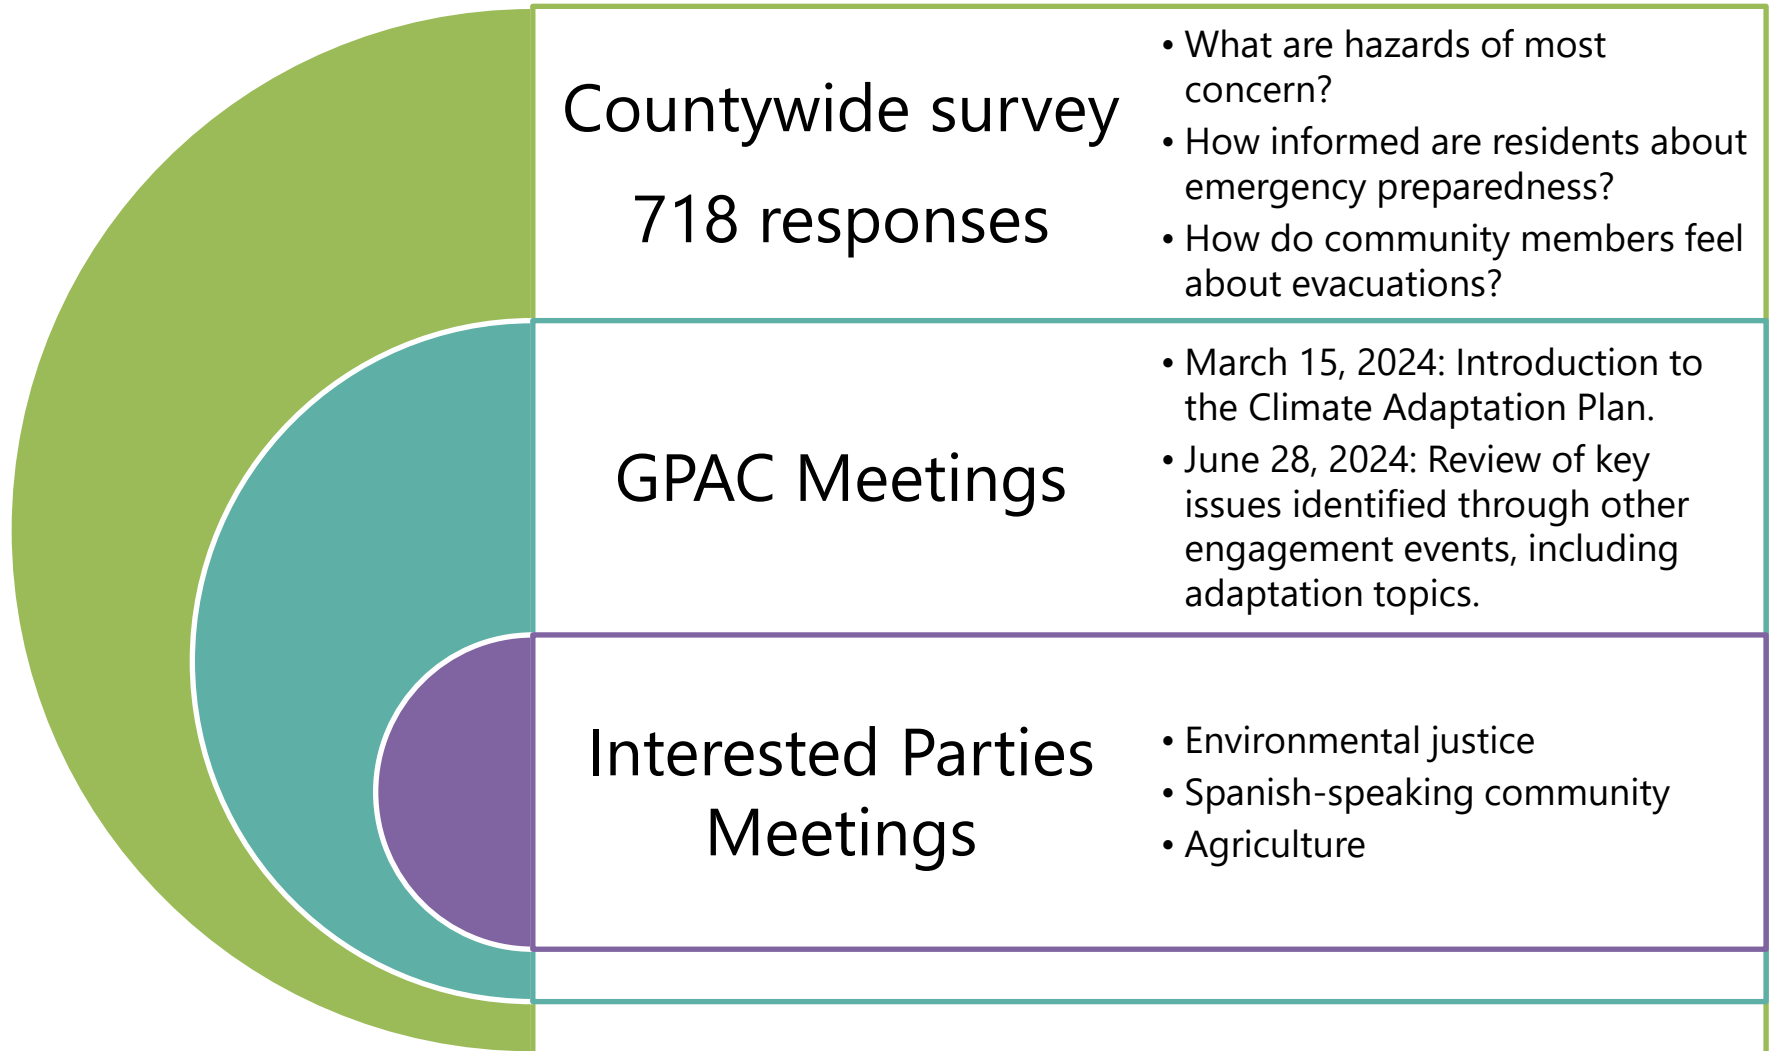 Countywide survey
718 responses
• What are hazards of most
concern?
• How informed are residents about
emergency preparedness?
• How do community members feel
about evacuations?
GPAC Meetings
• March 15, 2024: Introduction to
the Climate Adaptation Plan.
• June 28, 2024: Review of key
issues identified through other
engagement events, including
adaptation topics.
Interested Parties
Meetings
• Environmental justice
• Spanish-speaking community
• Agriculture